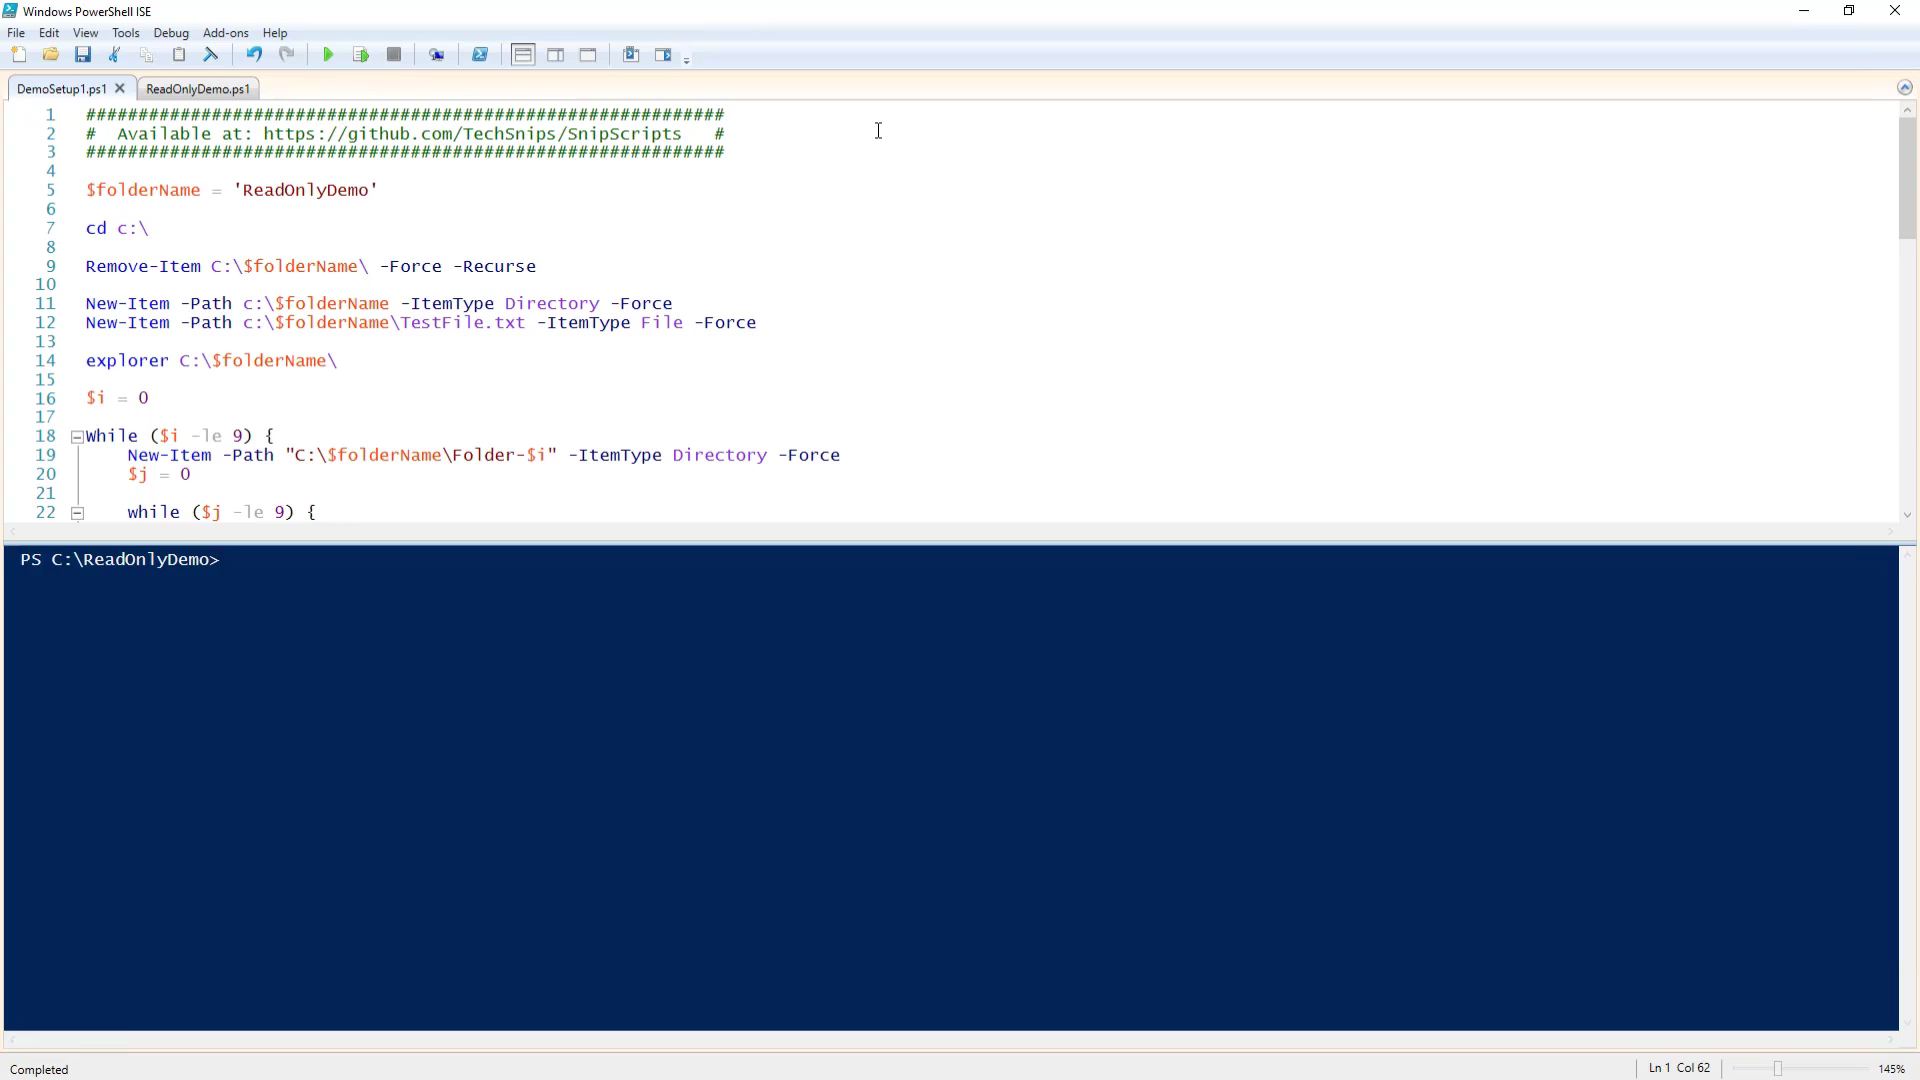 Windows PowerShell ISE
File Edit View Tools Debug Add-ons Help
DemoSetup1.ps1 ReadOnlyDemo.ps1
1 #############################################################
2 #  Available at: https://github.com/TechSnips/SnipScripts   #
3 #############################################################
4
5 $folderName = 'ReadOnlyDemo'
6
7 cd c:\
8
9 Remove-Item C:\$folderName\ -Force -Recurse
10
11 New-Item -Path c:\$folderName -ItemType Directory -Force
12 New-Item -Path c:\$folderName\TestFile.txt -ItemType File -Force
13
14 explorer C:\$folderName\
15
16 $i = 0
17
18 While ($i -le 9) {
19     New-Item -Path "C:\$folderName\Folder-$i" -ItemType Directory -Force
20     $j = 0
21
22     while ($j -le 9) {
PS C:\ReadOnlyDemo>
Completed Ln 1 Col 62 145%